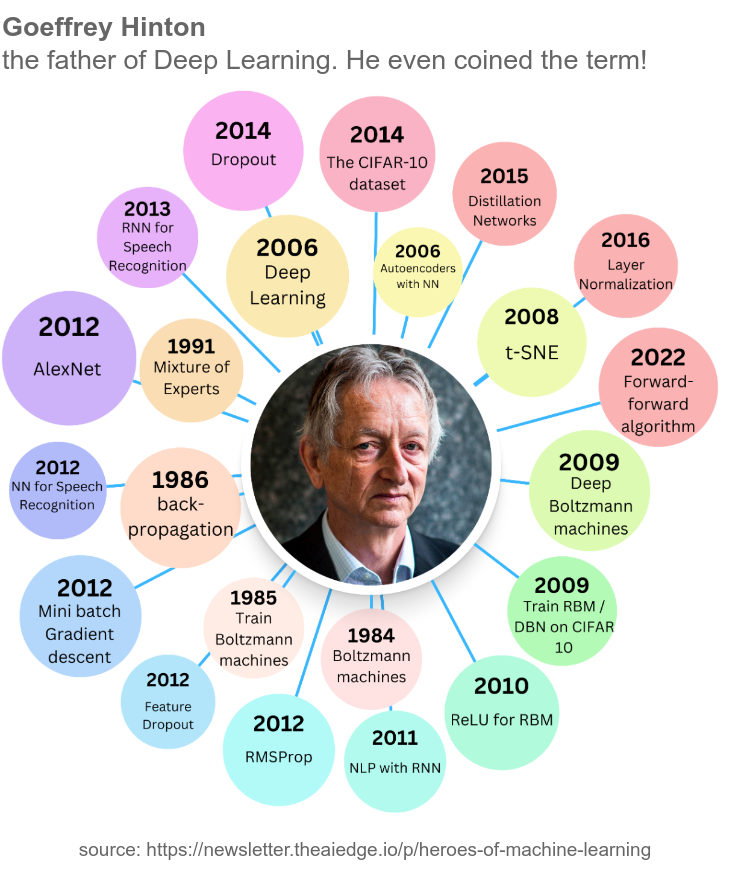 Goeffrey Hinton
the father of Deep Learning. He even coined the term!
2014
Dropout
2014
The CIFAR-10
dataset
2015
Distillation
Networks
2013
RNN for
Speech
Recognition
2006
Deep
Learning
2006
Autoencoders
with NN
2016
Layer
Normalization
2012
AlexNet
1991
Mixture of
Experts
2008
t-SNE
2022
Forward-
forward
algorithm
2012
NN for Speech
Recognition
1986
back-
propagation
2009
Deep
Boltzmann
machines
2012
Mini batch
Gradient
descent
1985
Train
Boltzmann
machines
1984
Boltzmann
machines
2009
Train RBM /
DBN on CIFAR
10
2012
Feature
Dropout
2012
RMSProp
2011
NLP with RNN
2010
ReLU for RBM
source: https://newsletter.theaiedge.io/p/heroes-of-machine-learning